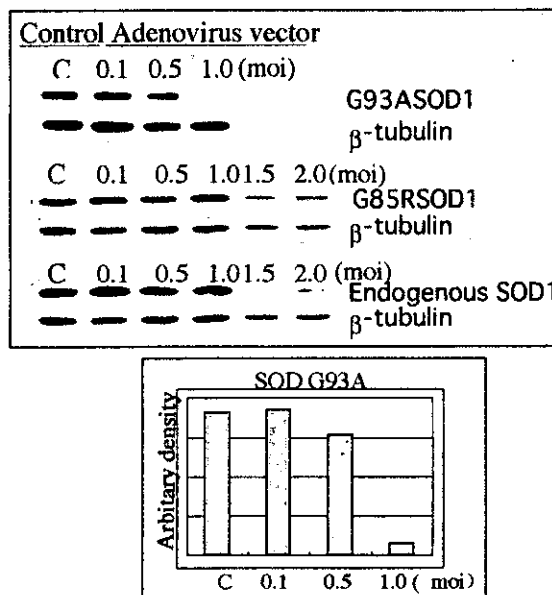 Control Adenovirus vector
C 0.1 0.5 1.0 (moi)
G93ASOD1
β-tubulin
C 0.1 0.5 1.0 1.5 2.0 (moi)
G85RSOD1
β-tubulin
C 0.1 0.5 1.0 1.5 2.0 (moi)
Endogenous SOD1
β-tubulin
SOD G93A
Arbitary density
C 0.1 0.5 1.0 ( moi)